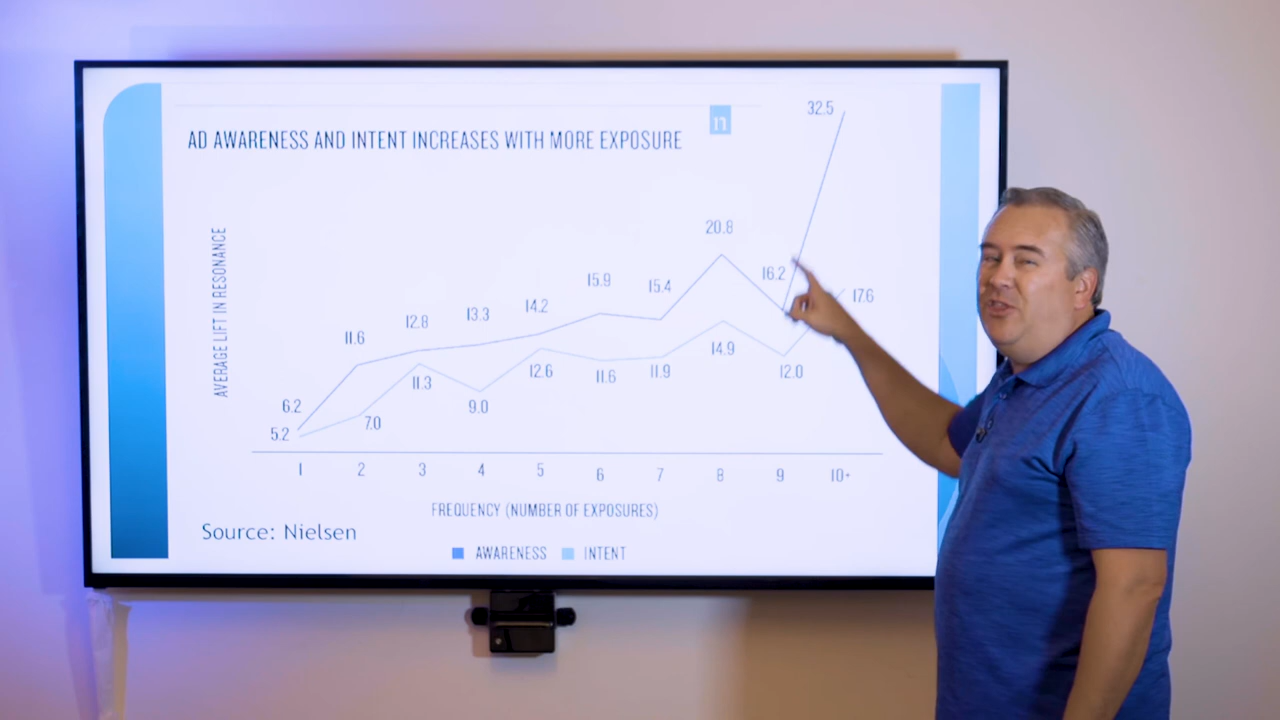 n
AD AWARENESS AND INTENT INCREASES WITH MORE EXPOSURE
AVERAGE LIFT IN RESONANCE
32.5
20.8
16.2
17.6
15.9
15.4
14.2
13.3
12.8
11.6
14.9
12.0
12.6
11.6
11.9
11.3
9.0
6.2
7.0
5.2
1 2 3 4 5 6 7 8 9 10+
FREQUENCY (NUMBER OF EXPOSURES)
Source: Nielsen
AWARENESS INTENT